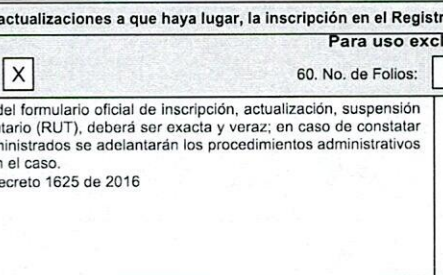 actualizaciones a que haya lugar, la inscripción en el Registr
Para uso excl
X
60. No. de Folios:
del formulario oficial de inscripción, actualización, suspensión
tario (RUT), deberá ser exacta y veraz; en caso de constatar
ministrados se adelantarán los procedimientos administrativos
el caso.
ecreto 1625 de 2016